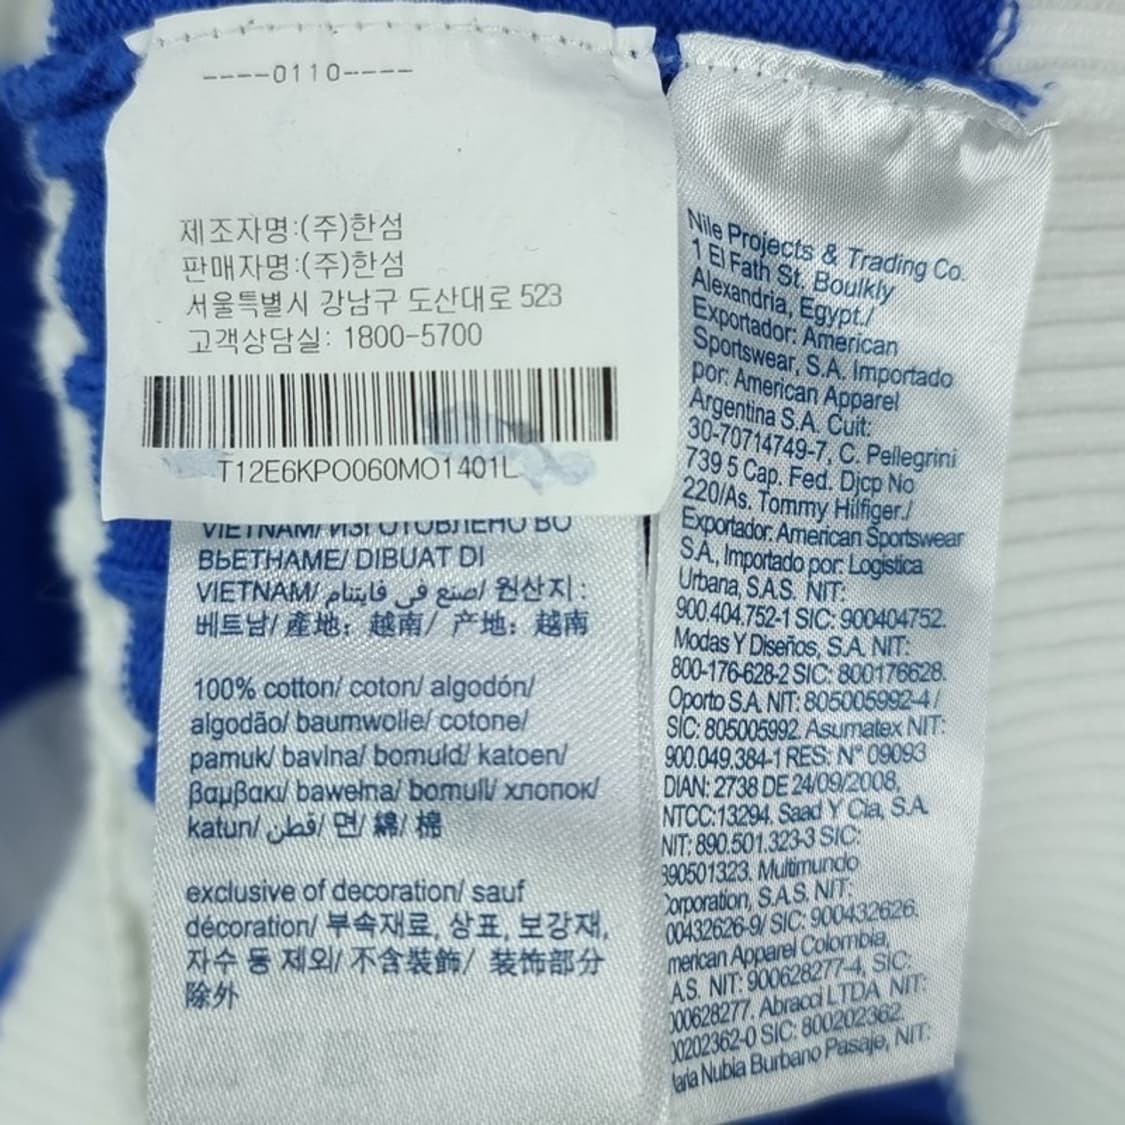 ----0110----
제조자명:(주)한섬
판매자명:(주)한섬
서울특별시 강남구 도산대로 523
고객상담실: 1800-5700
T12E6KPO060MO1401L
VIETNAM/ ИЗГОТОВЛЕНО ВО
ВЬЕТНАМЕ/ DIBUAT DI
VIETNAM/ صنع في فايتنام/ 원산지 :
베트남/ 產地：越南/ 产地：越南
100% cotton/ coton/ algodón/
algodão/ baumwolle/ cotone/
pamuk/ bavlna/ bomuld/ katoen/
βαμβακι/ bawełna/ bomull/ хлопок/
katun/ قطن/ 면/ 綿/ 棉
exclusive of decoration/ sauf
décoration/ 부속재료, 상표, 보강재,
자수 등 제외/ 不含裝飾/ 装饰部分
除外
Nile Projects & Trading Co.
1 El Fath St. Boulkly
Alexandria, Egypt./
Exportador: American
Sportswear, S.A. Importado
por: American Apparel
Argentina S.A. Cuit:
30-70714749-7, C. Pellegrini
739 5 Cap. Fed. Djcp No
220/As. Tommy Hilfiger./
Exportador: American Sportswear
S.A., Importado por: Logistica
Urbana, S.A.S. NIT:
900.404.752-1 SIC: 900404752.
Modas Y Diseños, S.A. NIT:
800-176-628-2 SIC: 800176628.
Oporto S.A. NIT: 805005992-4 /
SIC: 805005992. Asumatex NIT:
900.049.384-1 RES: N° 09093
DIAN: 2738 DE 24/09/2008,
NTCC:13294, Saad Y Cia, S.A.
NIT: 890.501.323-3 SIC:
890501323. Multimundo
Corporation, S.A.S. NIT:
00432626-9/ SIC: 900432626.
merican Apparel Colombia,
A.S. NIT: 900628277-4, SIC:
00628277. Abracol LTDA NIT:
00202362-0 SIC: 800202362.
aria Nubia Burbano Pasaje, NIT: